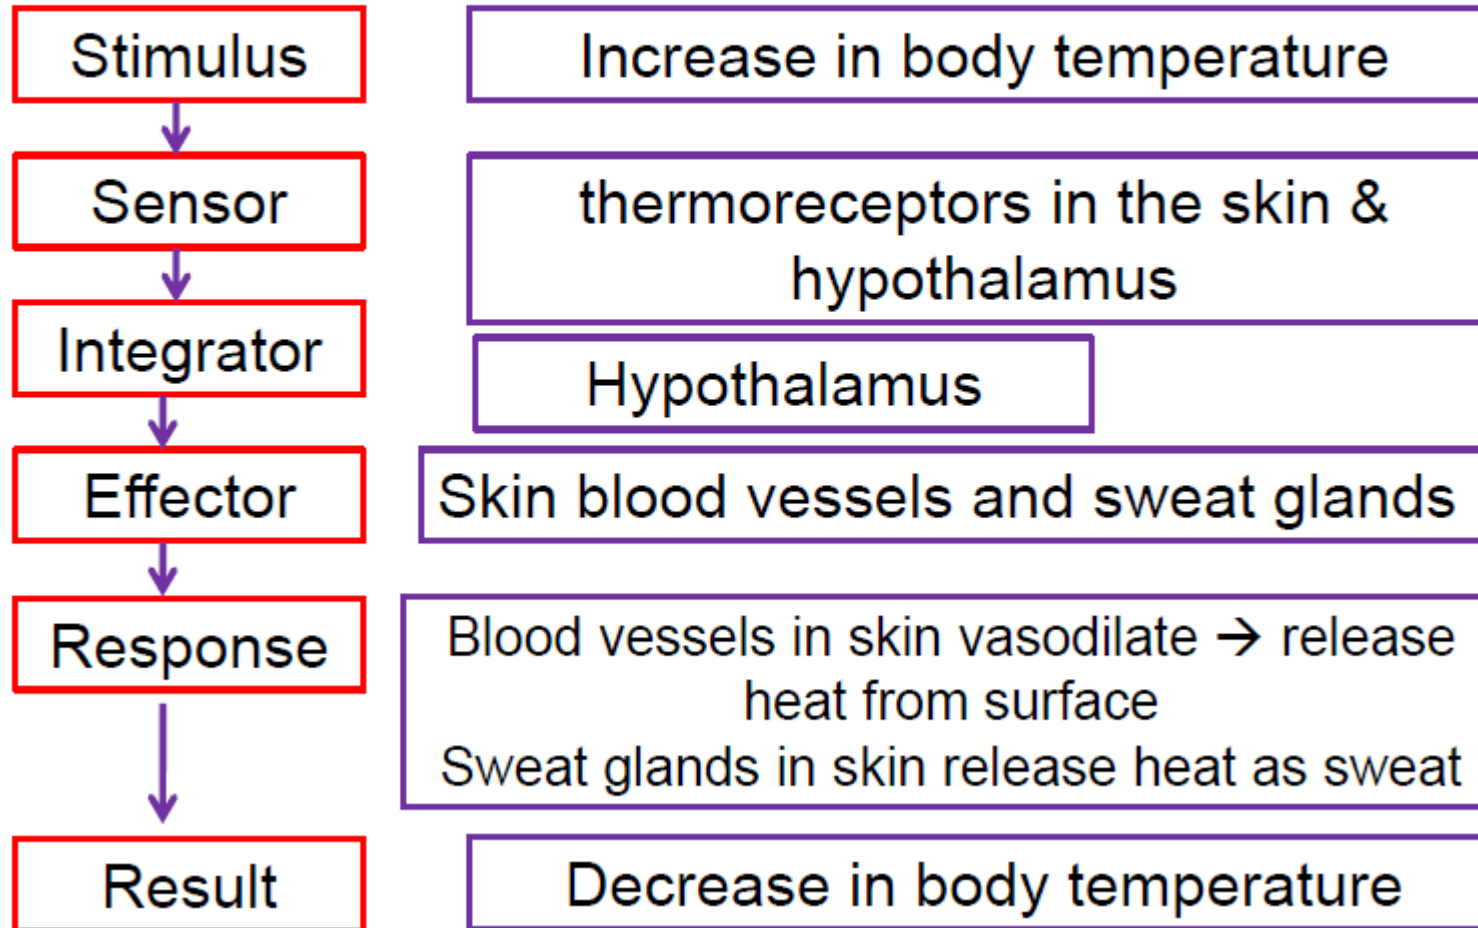 Stimulus
Increase in body temperature
Sensor
thermoreceptors in the skin &
hypothalamus
Integrator
Hypothalamus
Effector
Skin blood vessels and sweat glands
Response
Blood vessels in skin vasodilate → release
heat from surface
Sweat glands in skin release heat as sweat
Result
Decrease in body temperature